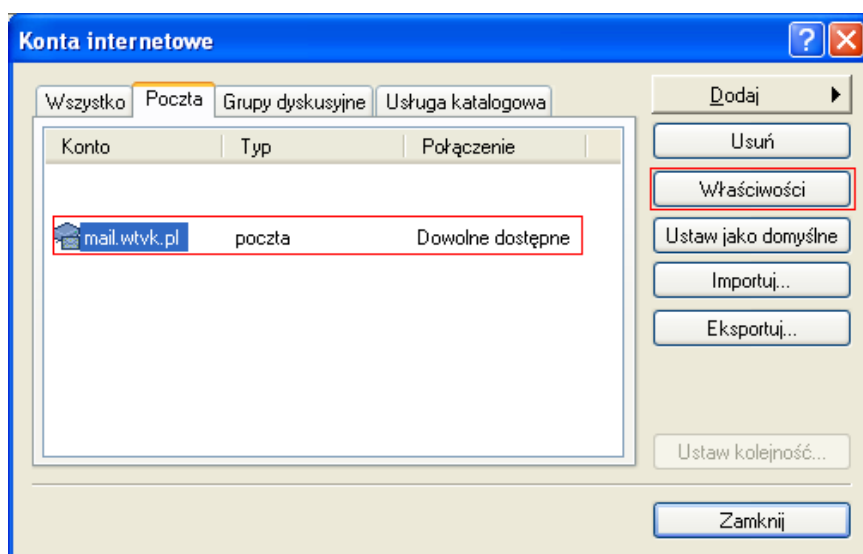 Konta internetowe
Wszystko Poczta Grupy dyskusyjne Usługa katalogowa
Konto Typ Połączenie
mail.wtvk.pl poczta Dowolne dostępne
Dodaj
Usuń
Właściwości
Ustaw jako domyślne
Importuj...
Eksportuj...
Ustaw kolejność...
Zamknij